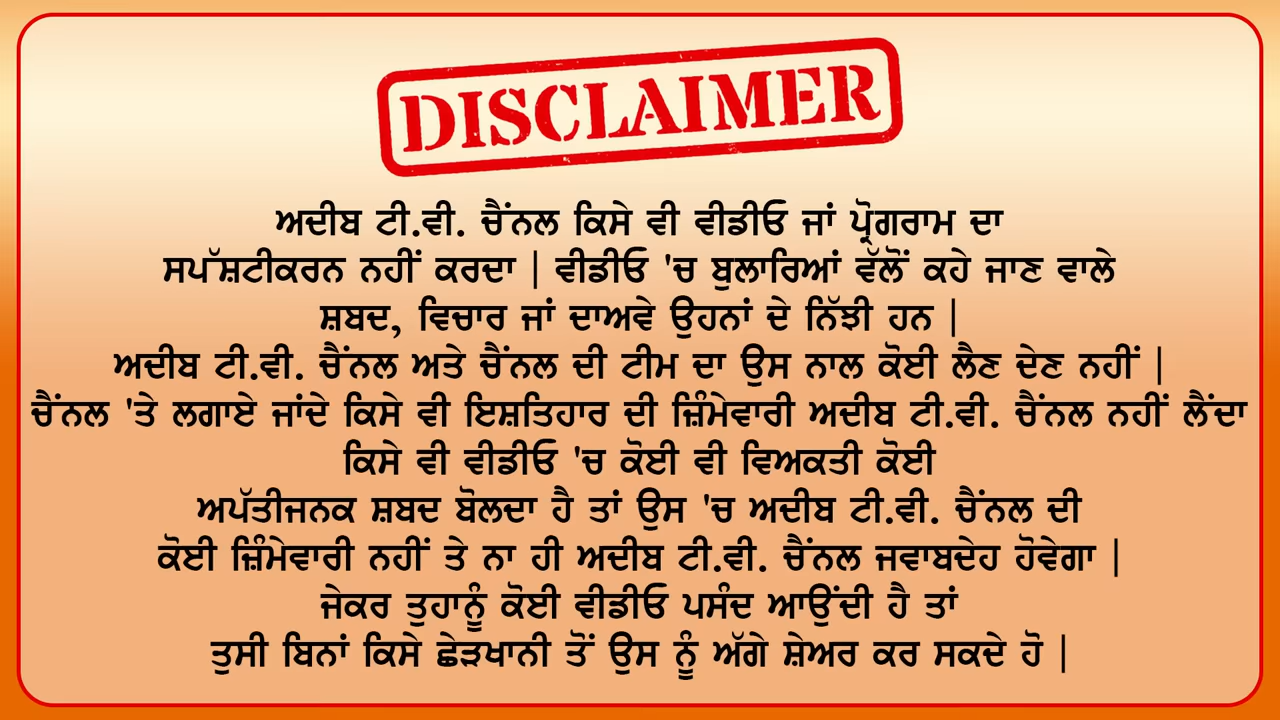 DISCLAIMER
ਅਦੀਬ ਟੀ.ਵੀ. ਚੈਂਨਲ ਕਿਸੇ ਵੀ ਵੀਡੀਓ ਜਾਂ ਪ੍ਰੋਗਰਾਮ ਦਾ
ਸਪੱਸ਼ਟੀਕਰਨ ਨਹੀਂ ਕਰਦਾ | ਵੀਡੀਓ 'ਚ ਬੁਲਾਰਿਆਂ ਵੱਲੋਂ ਕਹੇ ਜਾਣ ਵਾਲੇ
ਸ਼ਬਦ, ਵਿਚਾਰ ਜਾਂ ਦਾਅਵੇ ਉਹਨਾਂ ਦੇ ਨਿੱਝੀ ਹਨ |
ਅਦੀਬ ਟੀ.ਵੀ. ਚੈਂਨਲ ਅਤੇ ਚੈਂਨਲ ਦੀ ਟੀਮ ਦਾ ਉਸ ਨਾਲ ਕੋਈ ਲੈਣ ਦੇਣ ਨਹੀਂ |
ਚੈਂਨਲ 'ਤੇ ਲਗਾਏ ਜਾਂਦੇ ਕਿਸੇ ਵੀ ਇਸ਼ਤਿਹਾਰ ਦੀ ਜ਼ਿੰਮੇਵਾਰੀ ਅਦੀਬ ਟੀ.ਵੀ. ਚੈਂਨਲ ਨਹੀਂ ਲੈਂਦਾ
ਕਿਸੇ ਵੀ ਵੀਡੀਓ 'ਚ ਕੋਈ ਵੀ ਵਿਅਕਤੀ ਕੋਈ
ਅਪੱਤੀਜਨਕ ਸ਼ਬਦ ਬੋਲਦਾ ਹੈ ਤਾਂ ਉਸ 'ਚ ਅਦੀਬ ਟੀ.ਵੀ. ਚੈਂਨਲ ਦੀ
ਕੋਈ ਜ਼ਿੰਮੇਵਾਰੀ ਨਹੀਂ ਤੇ ਨਾ ਹੀ ਅਦੀਬ ਟੀ.ਵੀ. ਚੈਂਨਲ ਜਵਾਬਦੇਹ ਹੋਵੇਗਾ |
ਜੇਕਰ ਤੁਹਾਨੂੰ ਕੋਈ ਵੀਡੀਓ ਪਸੰਦ ਆਉਂਦੀ ਹੈ ਤਾਂ
ਤੁਸੀ ਬਿਨਾਂ ਕਿਸੇ ਛੇੜਖਾਨੀ ਤੋਂ ਉਸ ਨੂੰ ਅੱਗੇ ਸ਼ੇਅਰ ਕਰ ਸਕਦੇ ਹੋ |